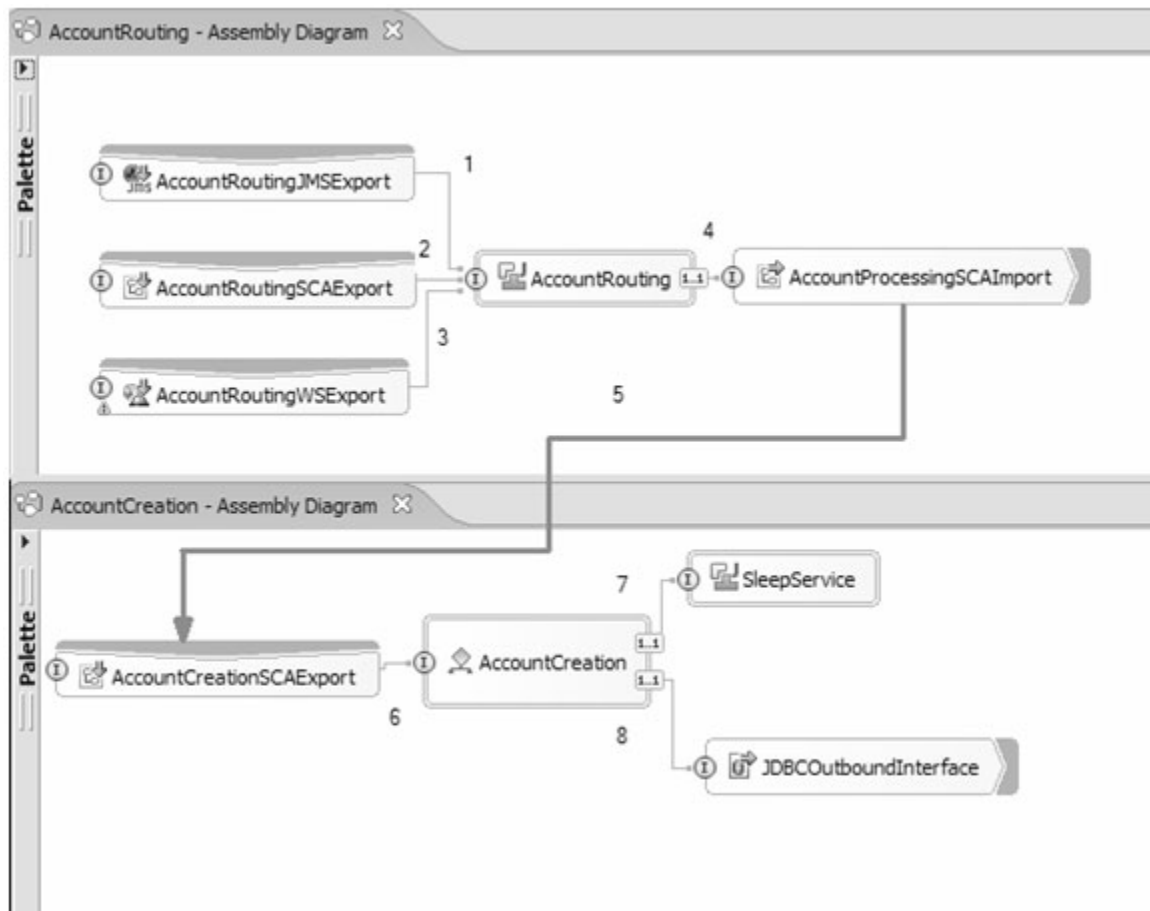 AccountRouting - Assembly Diagram
Palette
1
I JMS AccountRoutingJMSExport
2
4
I AccountRoutingSCAExport
I AccountRouting 1..1
I AccountProcessingSCAImport
3
I AccountRoutingWSExport
5
AccountCreation - Assembly Diagram
Palette
7
I SleepService
1..1
I AccountCreationSCAExport
I AccountCreation
1..1
6
8
I JDBCOutboundInterface